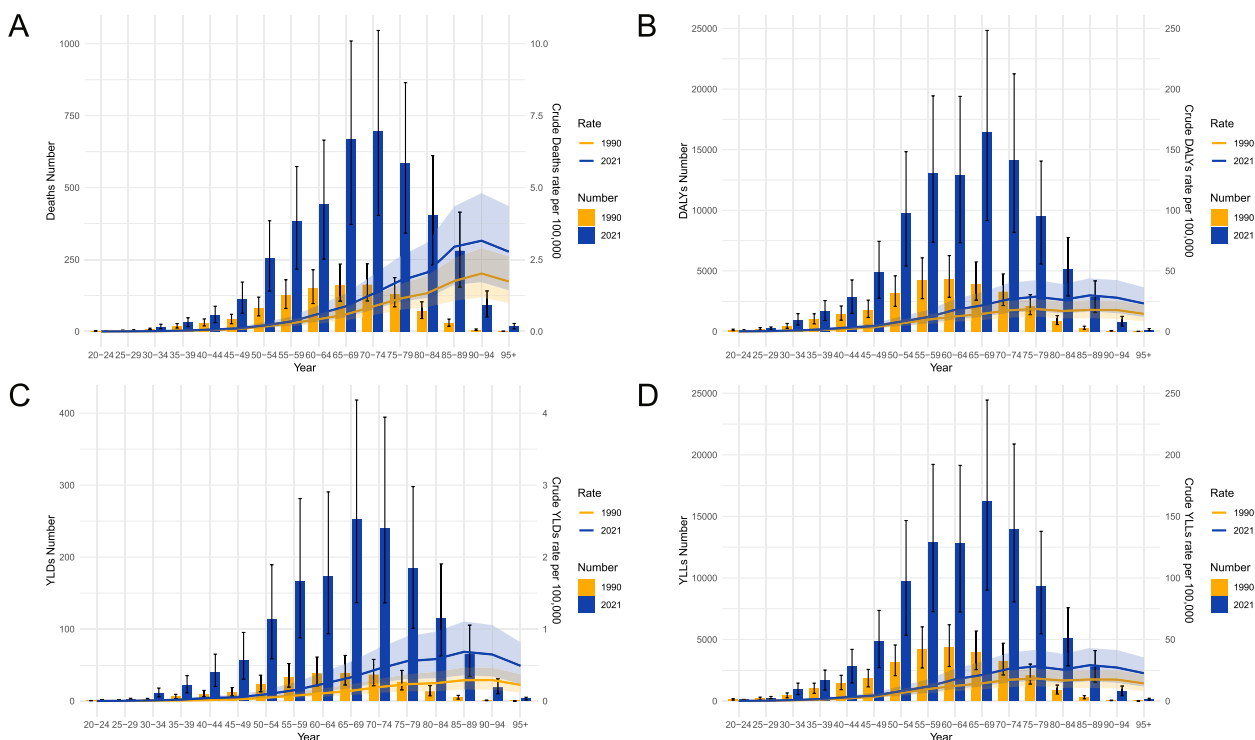 A
1000
750
500
250
0
10.0
7.5
5.0
2.5
0.0
Deaths Number
Crude Deaths rate per 100,000
20−24 25−29 30−34 35−39 40−44 45−49 50−54 55−59 60−64 65−69 70−74 75−79 80−84 85−89 90−94 95+
Year
Rate
1990
2021
Number
1990
2021
B
25000
20000
15000
10000
5000
0
250
200
150
100
50
0
DALYs Number
Crude DALYs rate per 100,000
20−24 25−29 30−34 35−39 40−44 45−49 50−54 55−59 60−64 65−69 70−74 75−79 80−84 85−89 90−94 95+
Year
Rate
1990
2021
Number
1990
2021
C
400
300
200
100
0
4
3
2
1
0
YLDs Number
Crude YLDs rate per 100,000
20−24 25−29 30−34 35−39 40−44 45−49 50−54 55−59 60−64 65−69 70−74 75−79 80−84 85−89 90−94 95+
Year
Rate
1990
2021
Number
1990
2021
D
25000
20000
15000
10000
5000
0
250
200
150
100
50
0
YLLs Number
Crude YLLs rate per 100,000
20−24 25−29 30−34 35−39 40−44 45−49 50−54 55−59 60−64 65−69 70−74 75−79 80−84 85−89 90−94 95+
Year
Rate
1990
2021
Number
1990
2021